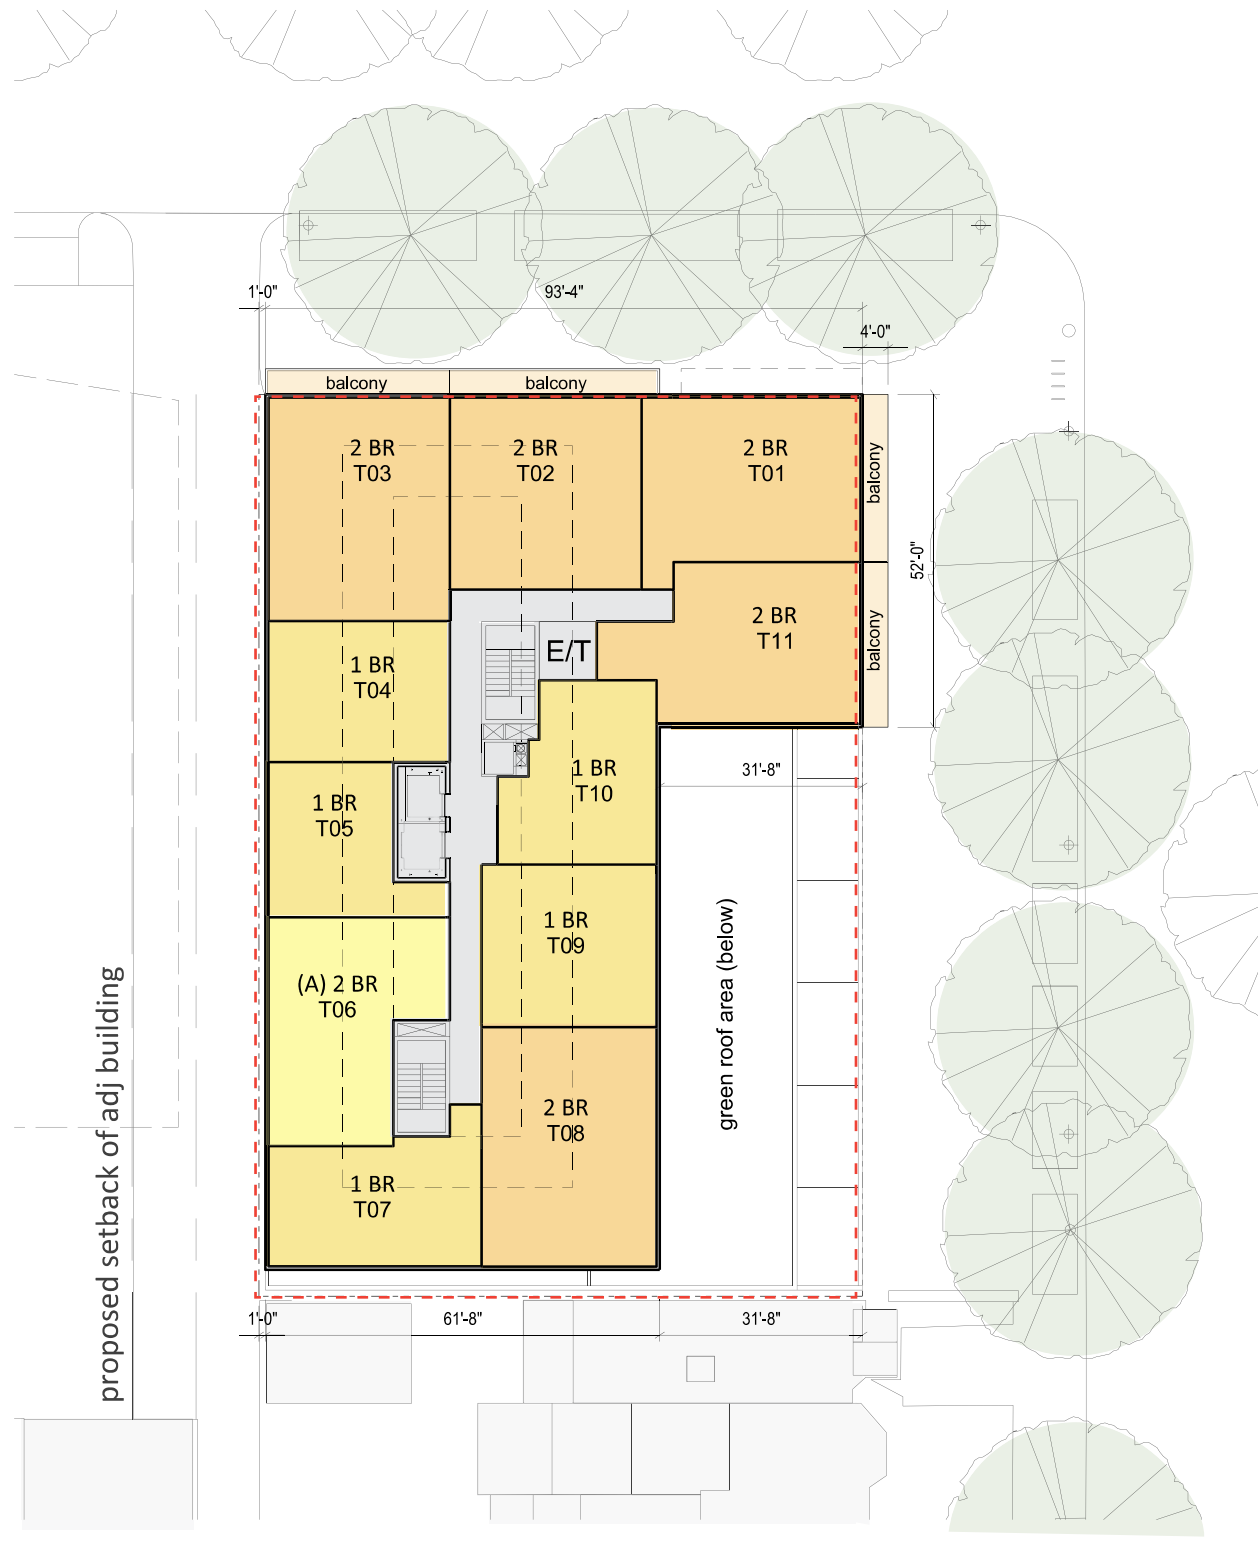 1'-0"
93'-4"
4'-0"
balcony
balcony
2 BR
T03
2 BR
T02
2 BR
T01
balcony
52'-0"
2 BR
T11
balcony
E/T
1 BR
T04
1 BR
T05
1 BR
T10
31'-8"
1 BR
T09
(A) 2 BR
T06
green roof area (below)
2 BR
T08
1 BR
T07
proposed setback of adj building
1'-0"
61'-8"
31'-8"